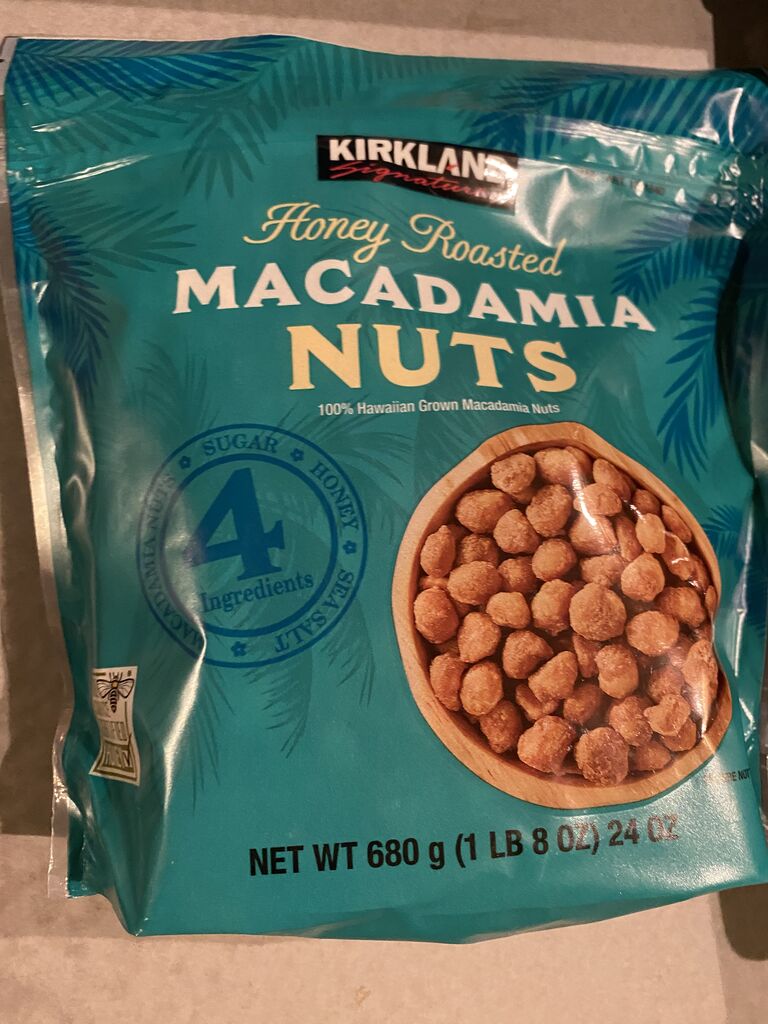 KIRKLAND
Signature
Honey Roasted
MACADAMIA
NUTS
100% Hawaiian Grown Macadamia Nuts
MACADAMIA NUTS SUGAR HONEY SEA SALT
4
Ingredients
NET WT 680 g (1 LB 8 OZ) 24 OZ